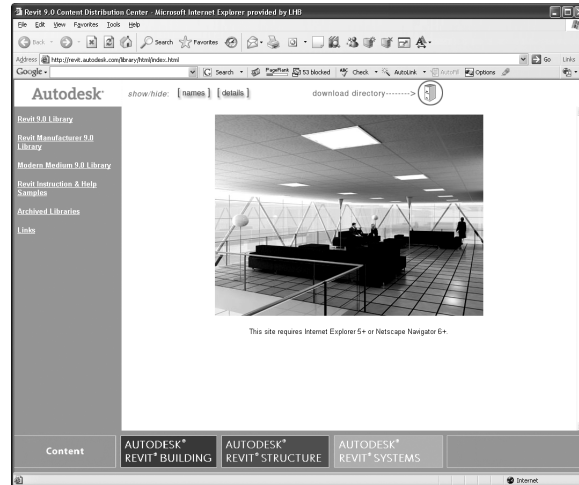 Revit 9.0 Content Distribution Center - Microsoft Internet Explorer provided by LHB
File Edit View Favorites Tools Help
Back Search Favorites
Address http://revit.autodesk.com/library/html/index.html Go Links
Google Search PageRank 53 blocked Check AutoLink AutoFill Options
Autodesk® show/hide: [ names ] [ details ] download directory-------->
Revit 9.0 Library
Revit Manufacturer 9.0
Library
Modern Medium 9.0 Library
Revit Instruction & Help
Samples
Archived Libraries
Links
This site requires Internet Explorer 5+ or Netscape Navigator 6+.
Content
AUTODESK®
REVIT® BUILDING
AUTODESK®
REVIT® STRUCTURE
AUTODESK®
REVIT® SYSTEMS
Internet